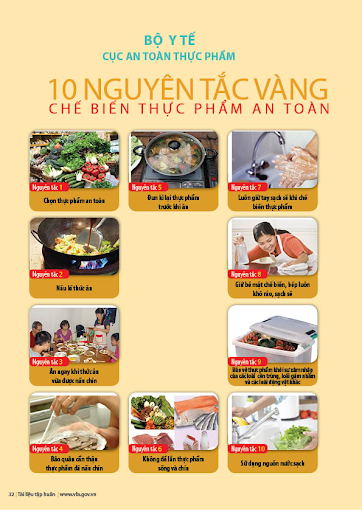 BỘ Y TẾ
CỤC AN TOÀN THỰC PHẨM
10 NGUYÊN TẮC VÀNG
CHẾ BIẾN THỰC PHẨM AN TOÀN
Nguyên tắc 1
Chọn thực phẩm an toàn
Nguyên tắc 5
Đun kĩ lại thực phẩm
trước khi ăn
Nguyên tắc 7
Luôn giữ tay sạch sẽ khi chế
biến thực phẩm
Nguyên tắc 2
Nấu kĩ thức ăn
Nguyên tắc 8
Giữ bề mặt chế biến, bếp luôn
khô ráo, sạch sẽ
Nguyên tắc 3
Ăn ngay khi thức ăn
vừa được nấu chín
Nguyên tắc 9
Bảo vệ thực phẩm khỏi sự xâm nhập
của các loài côn trùng, loài gặm nhấm
và các loài động vật khác
Nguyên tắc 4
Bảo quản cẩn thận
thực phẩm đã nấu chín
Nguyên tắc 6
Không để lẫn thực phẩm
sống và chín
Nguyên tắc 10
Sử dụng nguồn nước sạch
32 | Tài liệu tập huấn | www.vfa.gov.vn